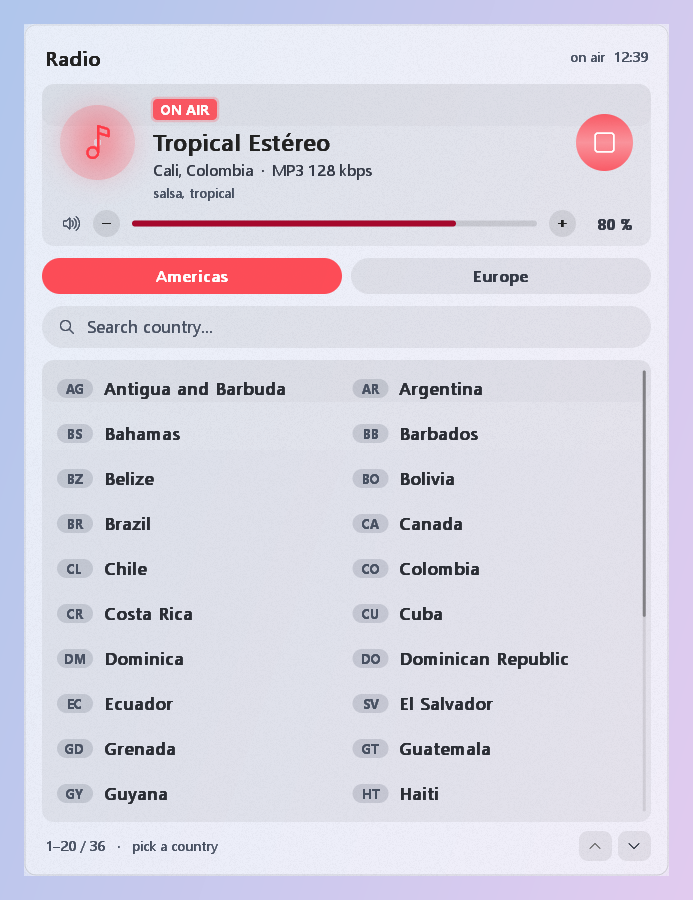 Radio
on air 12:39
ON AIR
Tropical Estéreo
Cali, Colombia · MP3 128 kbps
salsa, tropical
− + 80 %
Americas Europe
Search country...
AG Antigua and Barbuda AR Argentina
BS Bahamas BB Barbados
BZ Belize BO Bolivia
BR Brazil CA Canada
CL Chile CO Colombia
CR Costa Rica CU Cuba
DM Dominica DO Dominican Republic
EC Ecuador SV El Salvador
GD Grenada GT Guatemala
GY Guyana HT Haiti
1–20 / 36 · pick a country